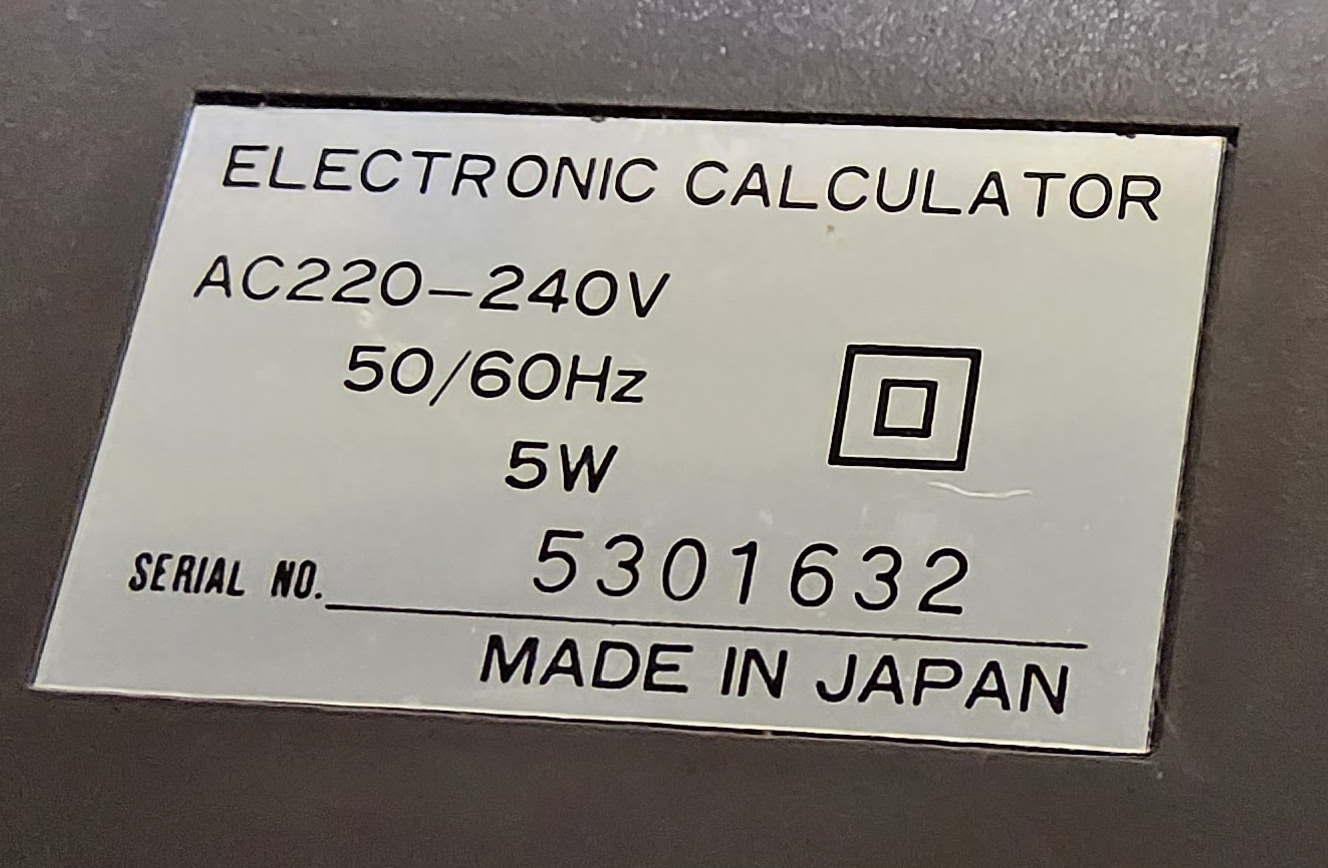 ELECTRONIC CALCULATOR
AC220-240V
50/60Hz
5W
SERIAL NO. 5301632
MADE IN JAPAN